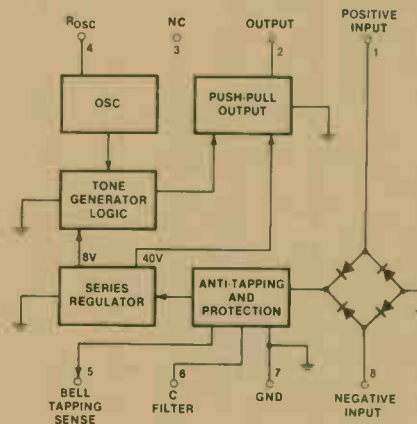 ROSC
4
NC
3
OUTPUT
2
POSITIVE
INPUT
1
OSC
PUSH-PULL
OUTPUT
TONE
GENERATOR
LOGIC
8V
40V
SERIES
REGULATOR
ANTI-TAPPING
AND
PROTECTION
5
BELL
TAPPING
SENSE
6
C
FILTER
7
GND
8
NEGATIVE
INPUT